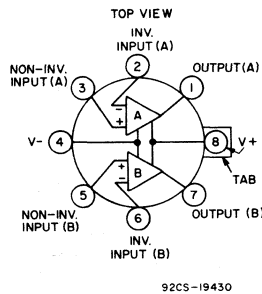 TOP VIEW
INV.
INPUT (A)
2
NON-INV.
INPUT (A)
3
OUTPUT (A)
1
-
+
A
V-
4
8
V+
TAB
+
-
B
5
NON-INV.
INPUT (B)
6
INV.
INPUT (B)
7
OUTPUT (B)
92CS-19430